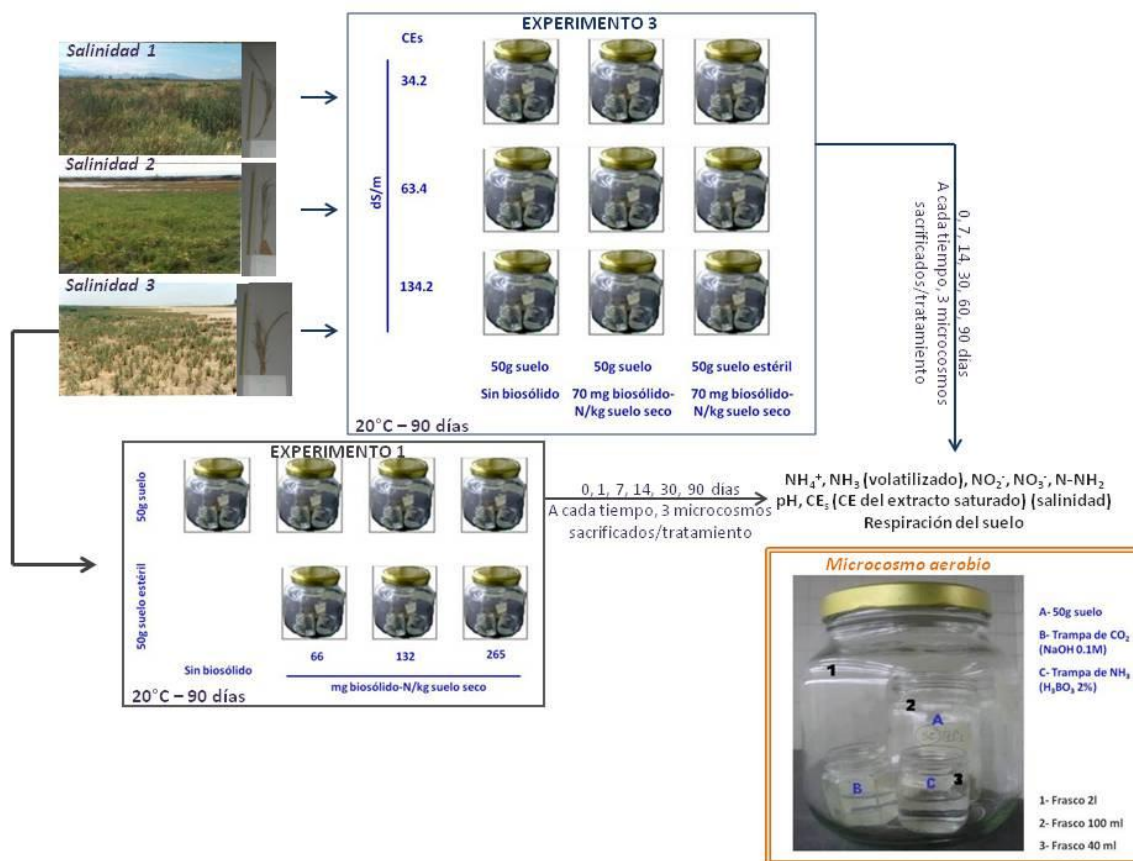 EXPERIMENTO 3
Salinidad 1
Salinidad 2
Salinidad 3
CEs
dS/m
34.2
63.4
134.2
50g suelo
Sin biosólido
50g suelo
70 mg biosólido-
N/kg suelo seco
50g suelo estéril
70 mg biosólido-
N/kg suelo seco
20°C – 90 días
0, 7, 14, 30, 60, 90 días
A cada tiempo, 3 microcosmos
sacrificados/tratamiento
EXPERIMENTO 1
50g suelo
50g suelo estéril
Sin biosólido
66
132
265
mg biosólido-N/kg suelo seco
20°C – 90 días
0, 1, 7, 14, 30, 90 días
A cada tiempo, 3 microcosmos
sacrificados/tratamiento
NH₄⁺, NH₃ (volatilizado), NO₂⁻, NO₃⁻, N-NH₂
pH, CEₛ (CE del extracto saturado) (salinidad)
Respiración del suelo
Microcosmo aerobio
1
2
A
B
C
3
A- 50g suelo
B- Trampa de CO₂
(NaOH 0.1M)
C- Trampa de NH₃
(H₃BO₃ 2%)
1- Frasco 2l
2- Frasco 100 ml
3- Frasco 40 ml